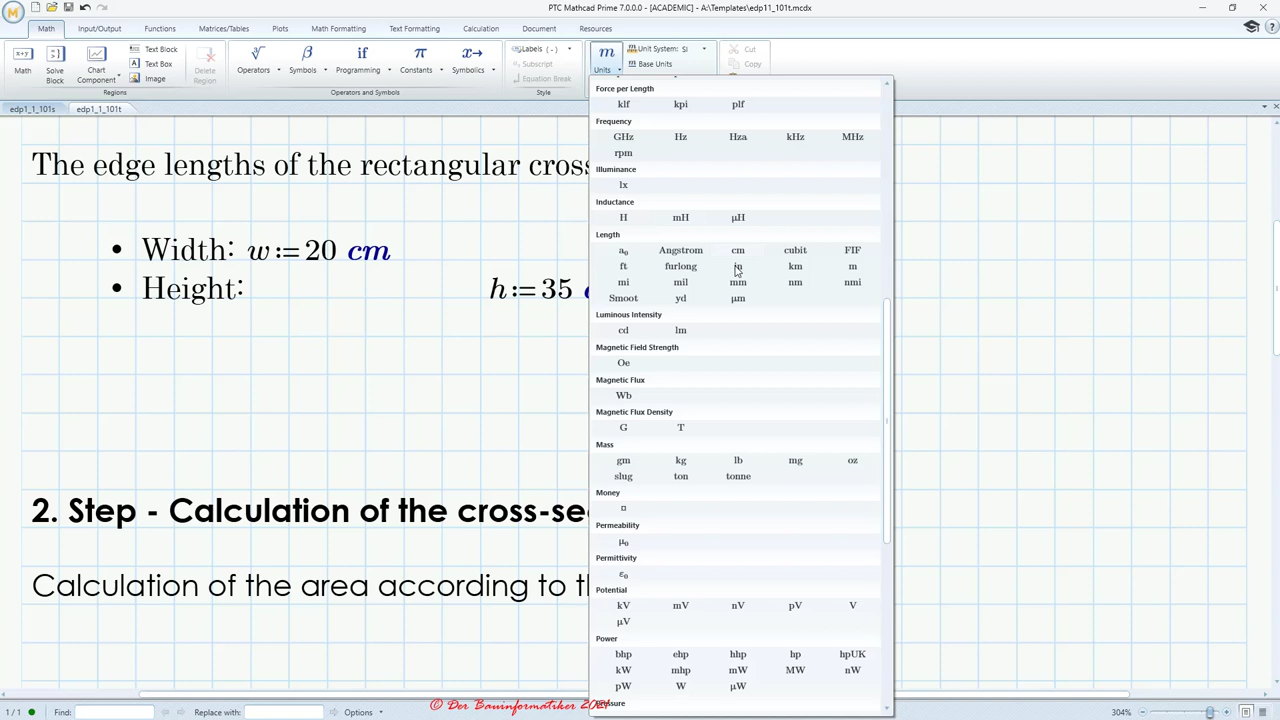 PTC Mathcad Prime 7.0.0.0 - [ACADEMIC] - A:\Templates\edp11_101t.mcdx
Math Input/Output Functions Matrices/Tables Plots Math Formatting Text Formatting Calculation Document Resources
Math
Solve Block
Chart Component
Text Block
Text Box
Image
Delete Region
Operators
Symbols
Programming
Constants
Symbolics
Labels ( - )
Subscript
Equation Break
Units
Unit System: SI
Base Units
Cut
Copy
Regions Operators and Symbols Style
edp1_1_101s edp1_1_101t
The edge lengths of the rectangular cross
• Width: w := 20 cm
• Height: h := 35
2. Step - Calculation of the cross-se
Calculation of the area according to t
Force per Length
klf kpi plf
Frequency
GHz Hz Hza kHz MHz
rpm
Illuminance
lx
Inductance
H mH μH
Length
a₀ Angstrom cm cubit FIF
ft furlong in km m
mi mil mm nm nmi
Smoot yd μm
Luminous Intensity
cd lm
Magnetic Field Strength
Oe
Magnetic Flux
Wb
Magnetic Flux Density
G T
Mass
gm kg lb mg oz
slug ton tonne
Money
¤
Permeability
μ₀
Permittivity
ε₀
Potential
kV mV nV pV V
μV
Power
bhp ehp hhp hp hpUK
kW mhp mW MW nW
pW W μW
Pressure
© Der Bauinformatiker 2021
1 / 1 Find: Replace with: Options 304%